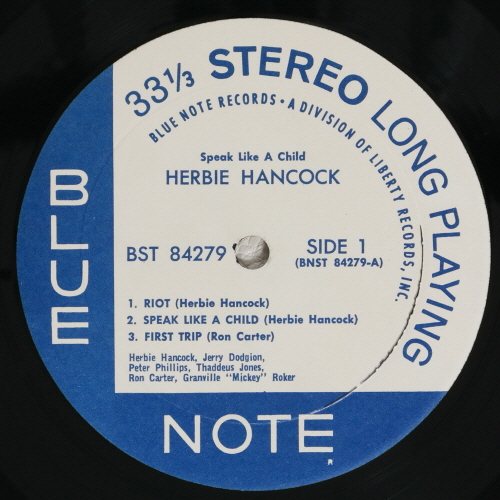 33⅓ STEREO LONG PLAYING
BLUE NOTE RECORDS • A DIVISION OF LIBERTY RECORDS, INC.
Speak Like A Child
HERBIE HANCOCK
BST 84279
SIDE 1
(BNST 84279-A)
1. RIOT (Herbie Hancock)
2. SPEAK LIKE A CHILD (Herbie Hancock)
3. FIRST TRIP (Ron Carter)
Herbie Hancock, Jerry Dodgion,
Peter Phillips, Thaddeus Jones,
Ron Carter, Granville "Mickey" Roker
BLUE
NOTE
R